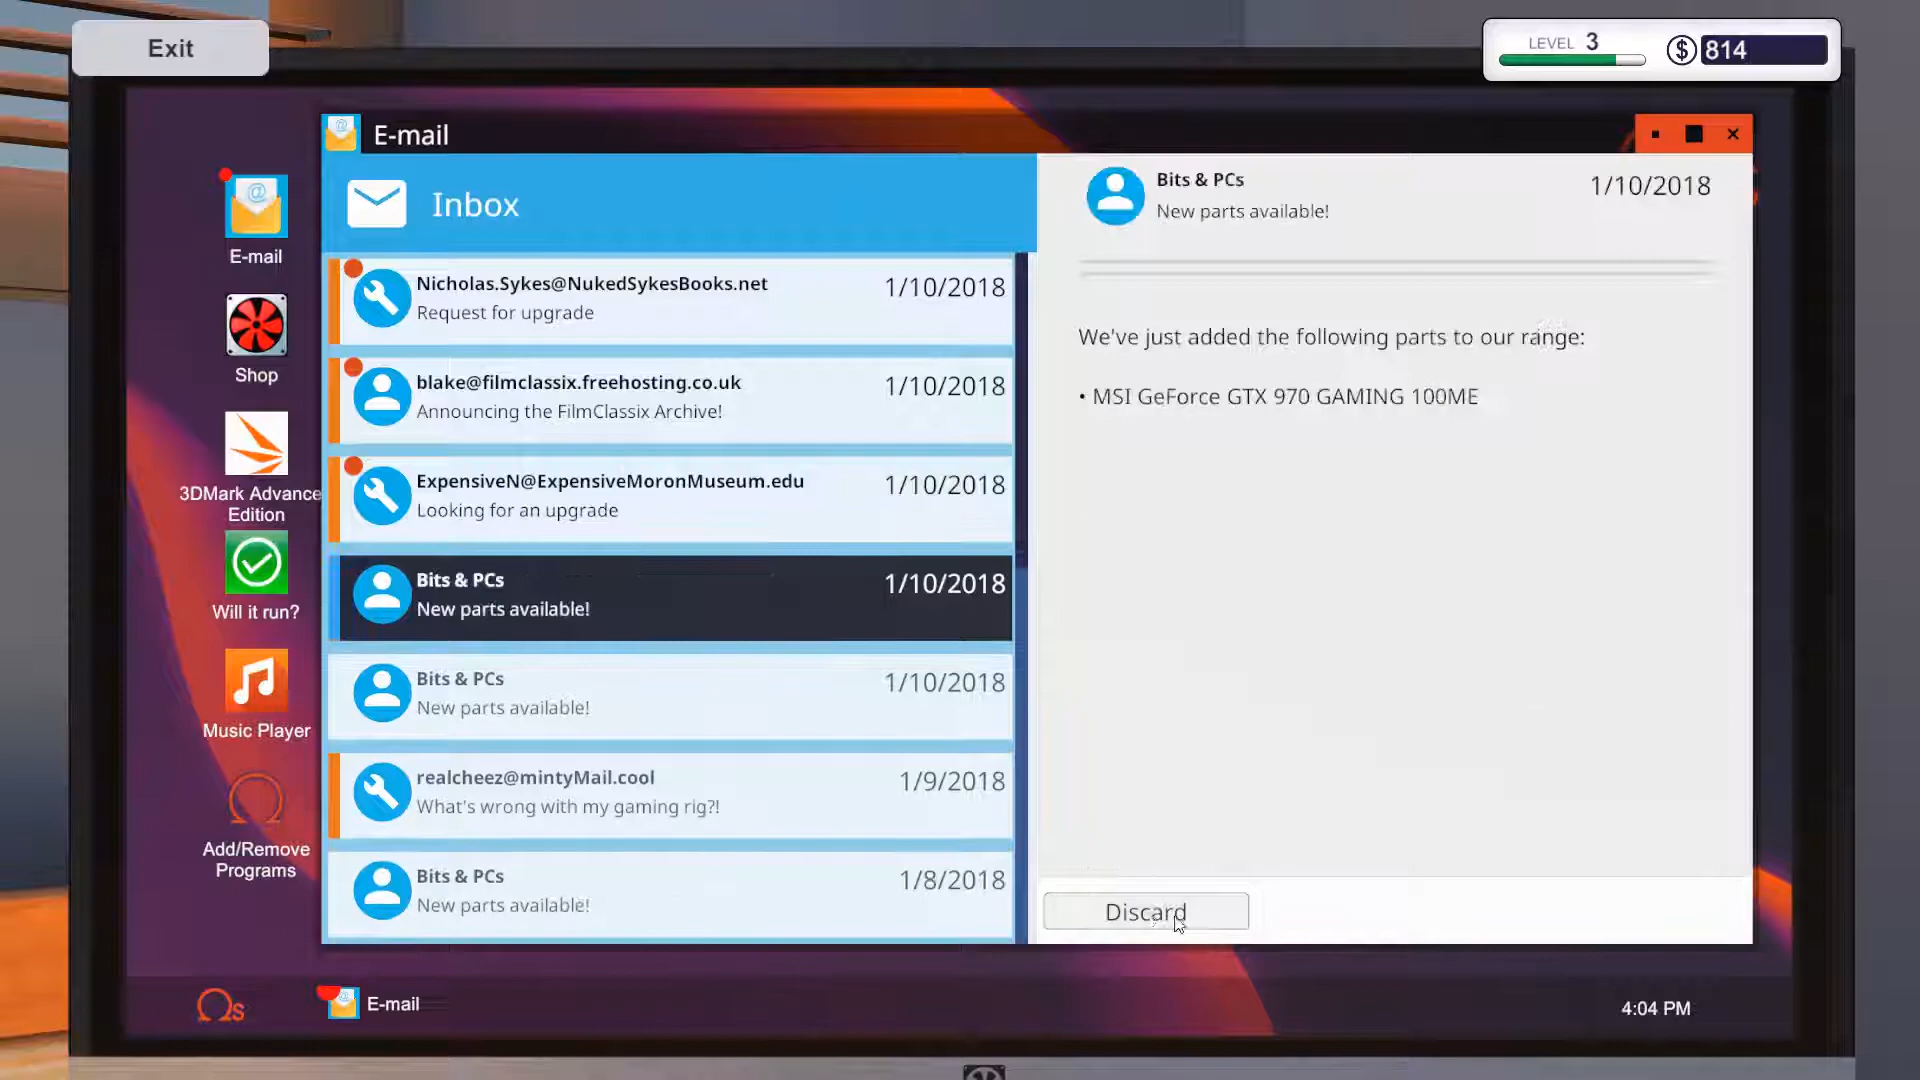 Exit
LEVEL 3
$ 814
E-mail
Inbox
Nicholas.Sykes@NukedSykesBooks.net
1/10/2018
Request for upgrade
blake@filmclassix.freehosting.co.uk
1/10/2018
Announcing the FilmClassix Archive!
ExpensiveN@ExpensiveMoronMuseum.edu
1/10/2018
Looking for an upgrade
Bits & PCs
1/10/2018
New parts available!
Bits & PCs
1/10/2018
New parts available!
realcheez@mintyMail.cool
1/9/2018
What's wrong with my gaming rig?!
Bits & PCs
1/8/2018
New parts available!
Bits & PCs
1/10/2018
New parts available!
We've just added the following parts to our range:
• MSI GeForce GTX 970 GAMING 100ME
Discard
E-mail
Shop
3DMark Advance
Edition
Will it run?
Music Player
Add/Remove
Programs
Ωs
E-mail
4:04 PM